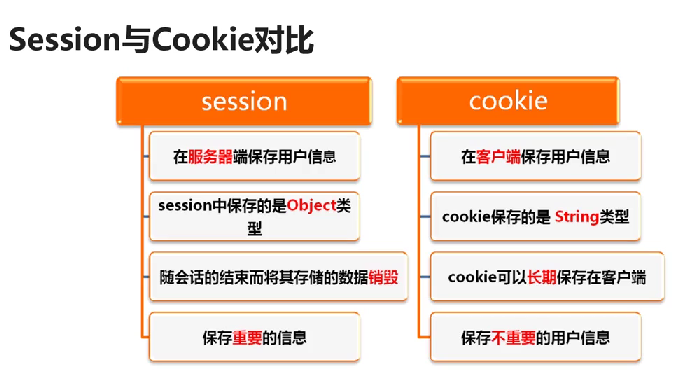 Session与Cookie对比
session
在服务器端保存用户信息
session中保存的是Object类
型
随会话的结束而将其存储的数据销毁
保存重要的信息
cookie
在客户端保存用户信息
cookie保存的是 String类型
cookie可以长期保存在客户端
保存不重要的用户信息